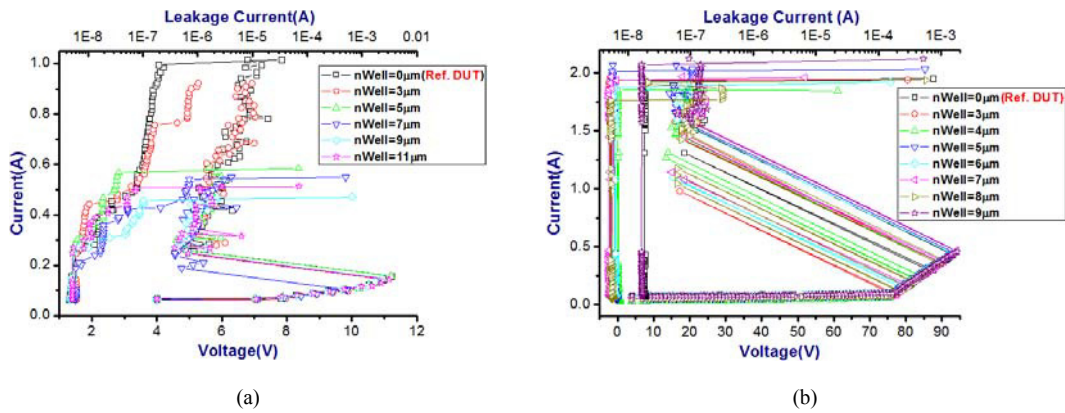 Leakage Current(A)
1E-8 1E-7 1E-6 1E-5 1E-4 1E-3 0.01
1.0
0.8
0.6
0.4
0.2
0.0
Current(A)
nWell=0μm(Ref. DUT)
nWell=3μm
nWell=5μm
nWell=7μm
nWell=9μm
nWell=11μm
2 4 6 8 10 12
Voltage(V)
(a)
Leakage Current (A)
1E-8 1E-7 1E-6 1E-5 1E-4 1E-3
2.0
1.5
1.0
0.5
0.0
Current(A)
nWell=0μm(Ref. DUT)
nWell=3μm
nWell=4μm
nWell=5μm
nWell=6μm
nWell=7μm
nWell=8μm
nWell=9μm
0 10 20 30 40 50 60 70 80 90
Voltage(V)
(b)